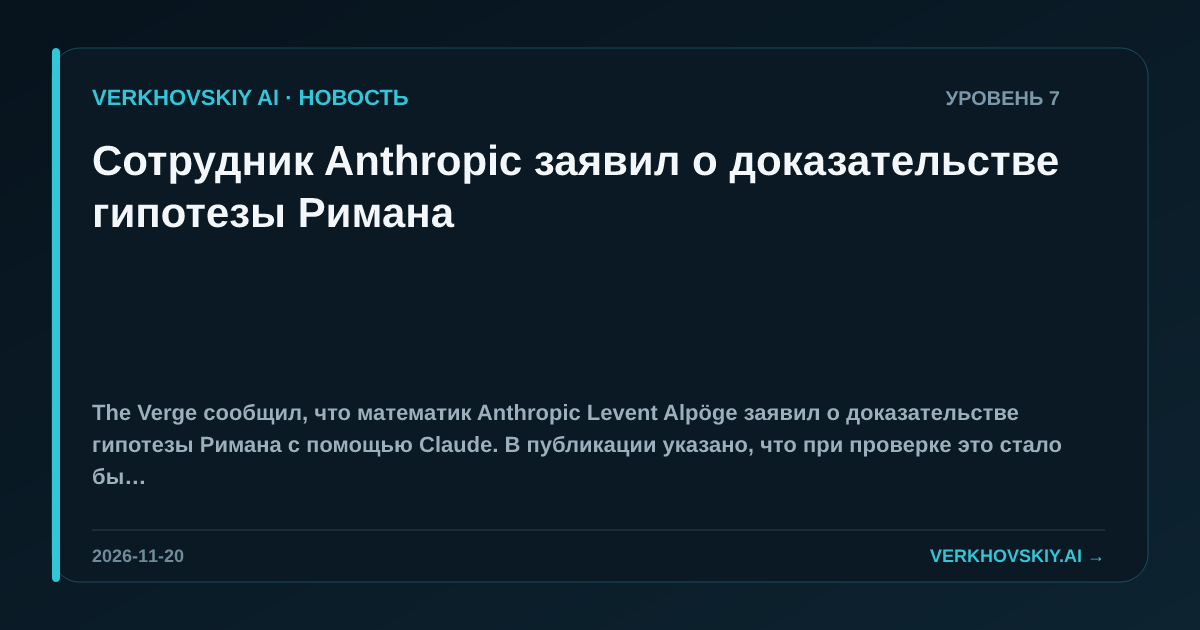 VERKHOVSKIY AI · НОВОСТЬ
УРОВЕНЬ 7
Сотрудник Anthropic заявил о доказательстве
гипотезы Римана
The Verge сообщил, что математик Anthropic Levent Alpöge заявил о доказательстве
гипотезы Римана с помощью Claude. В публикации указано, что при проверке это стало
бы…
2026-11-20
VERKHOVSKIY.AI →